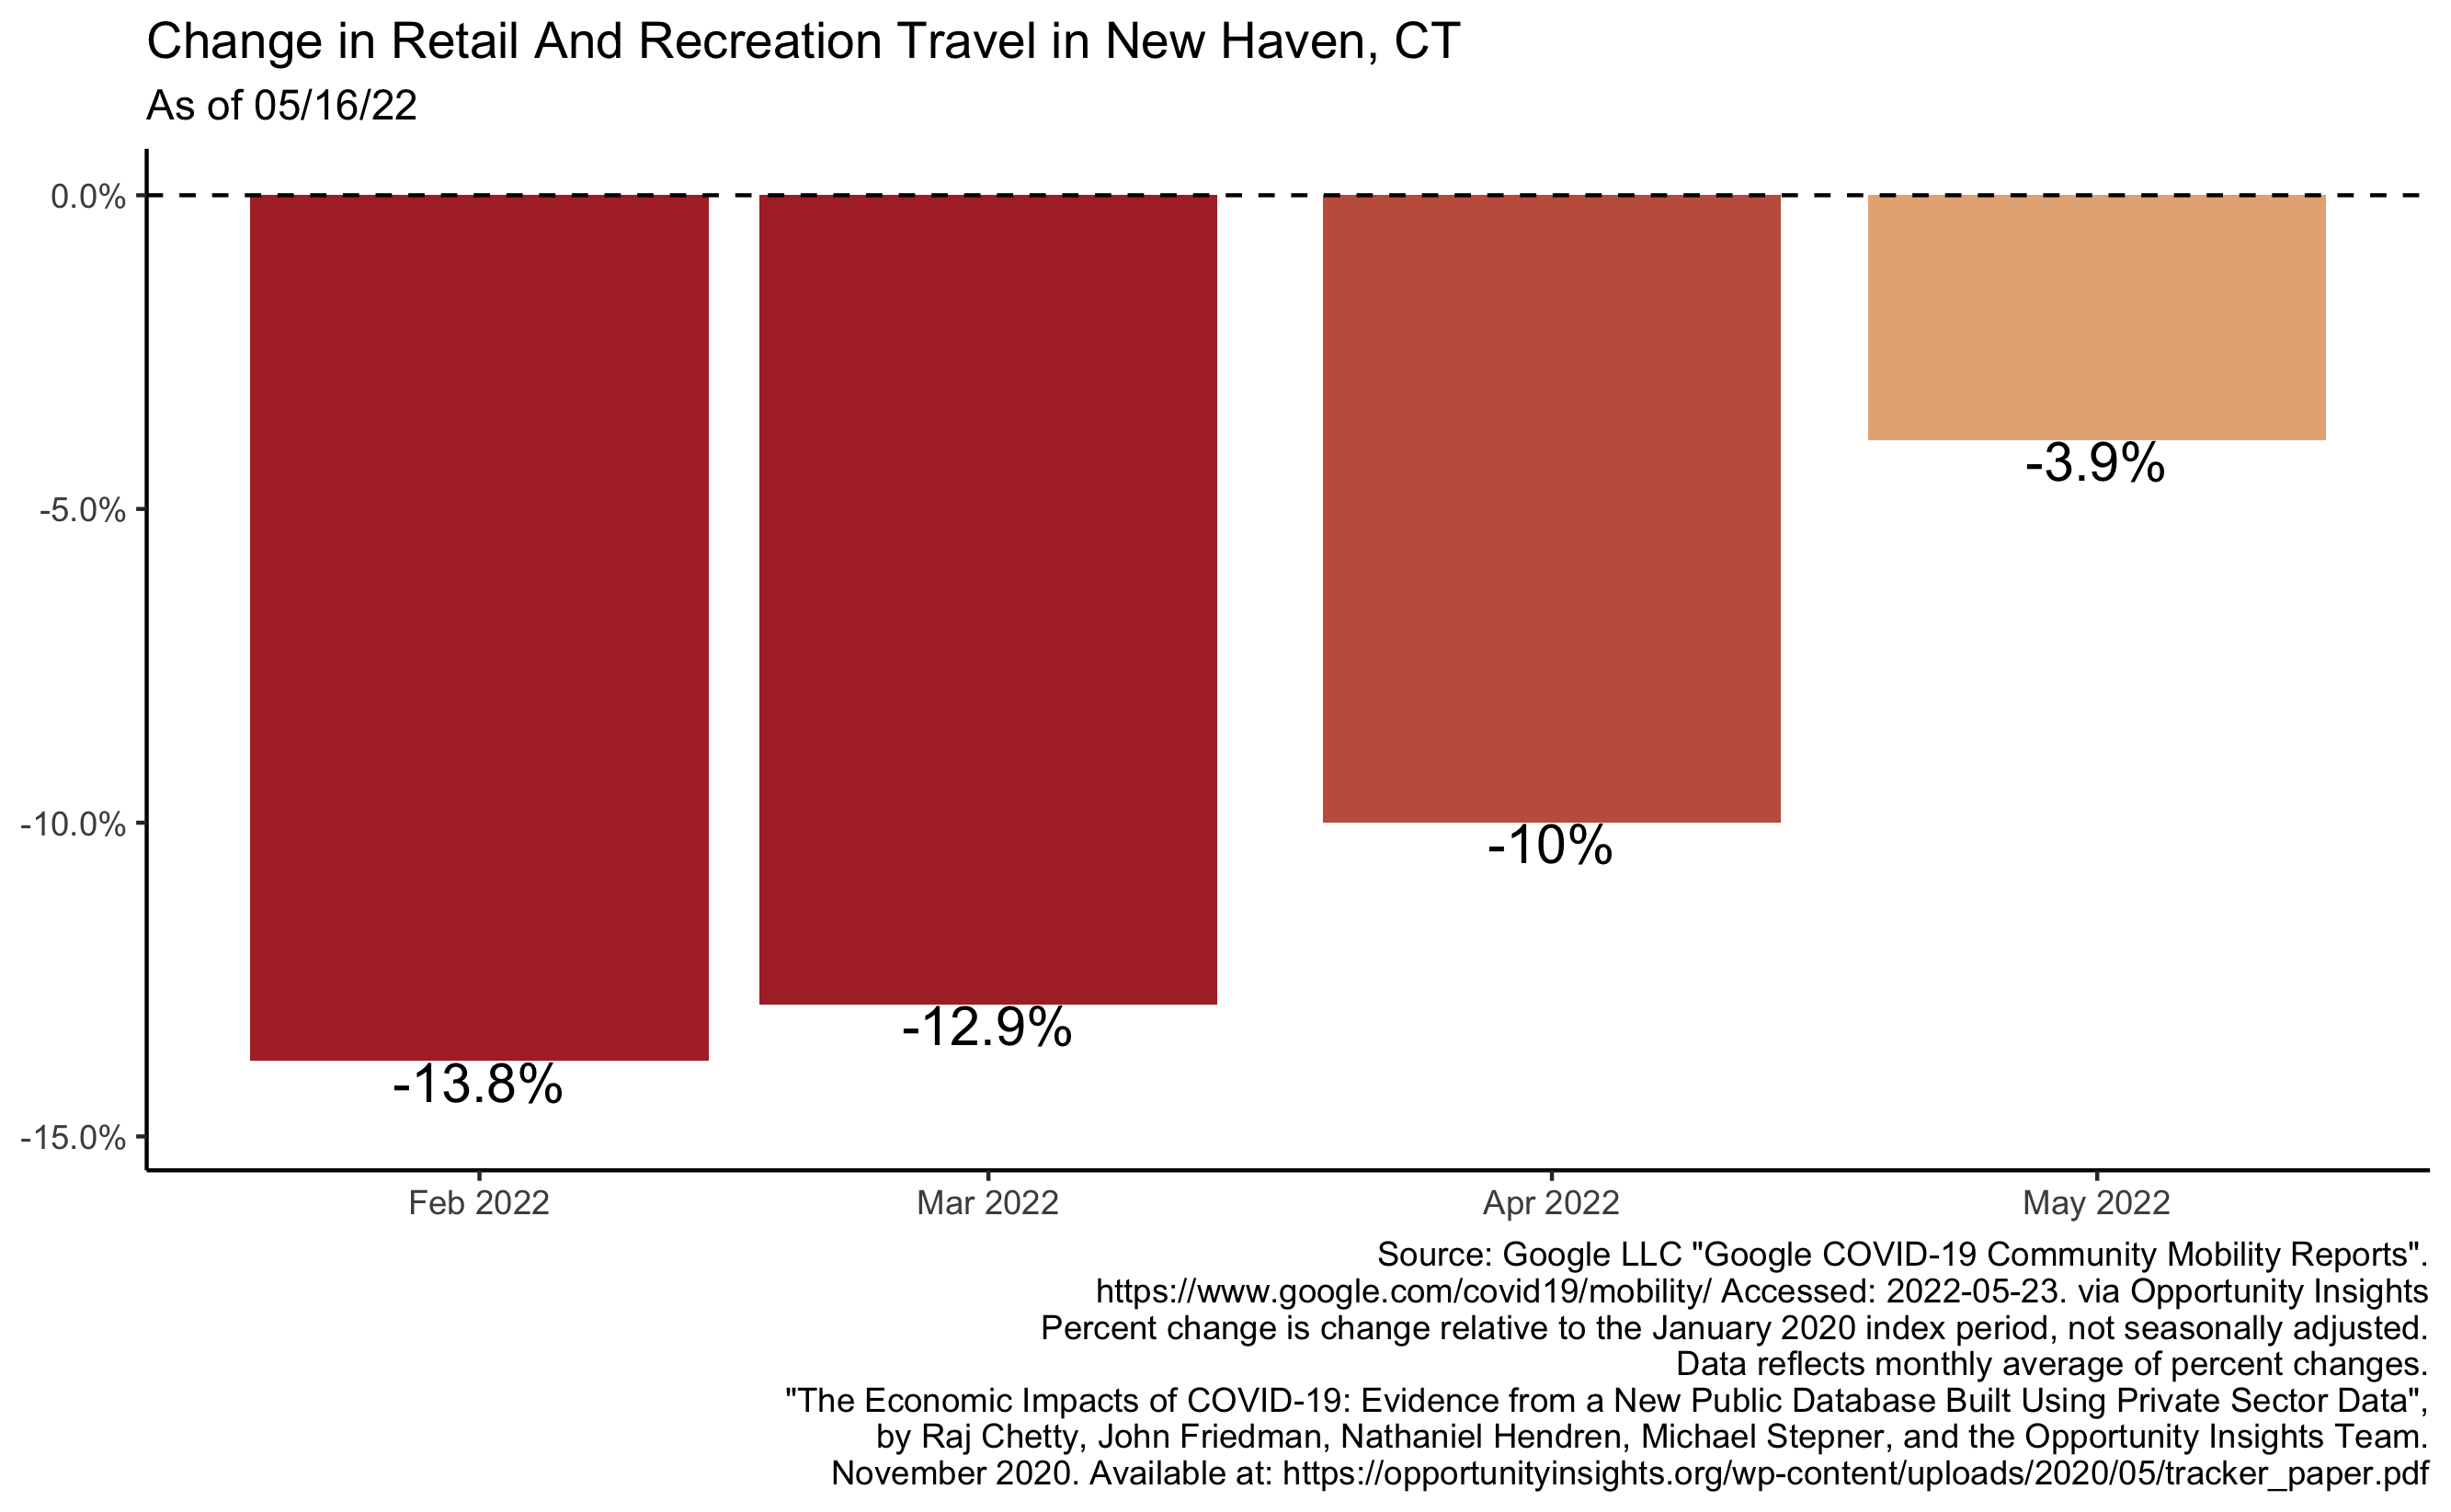 Change in Retail And Recreation Travel in New Haven, CT
As of 05/16/22
0.0%
-5.0%
-10.0%
-15.0%
-13.8%
-12.9%
-10%
-3.9%
Feb 2022
Mar 2022
Apr 2022
May 2022
Source: Google LLC "Google COVID-19 Community Mobility Reports".
https://www.google.com/covid19/mobility/ Accessed: 2022-05-23. via Opportunity Insights
Percent change is change relative to the January 2020 index period, not seasonally adjusted.
Data reflects monthly average of percent changes.
"The Economic Impacts of COVID-19: Evidence from a New Public Database Built Using Private Sector Data",
by Raj Chetty, John Friedman, Nathaniel Hendren, Michael Stepner, and the Opportunity Insights Team.
November 2020. Available at: https://opportunityinsights.org/wp-content/uploads/2020/05/tracker_paper.pdf